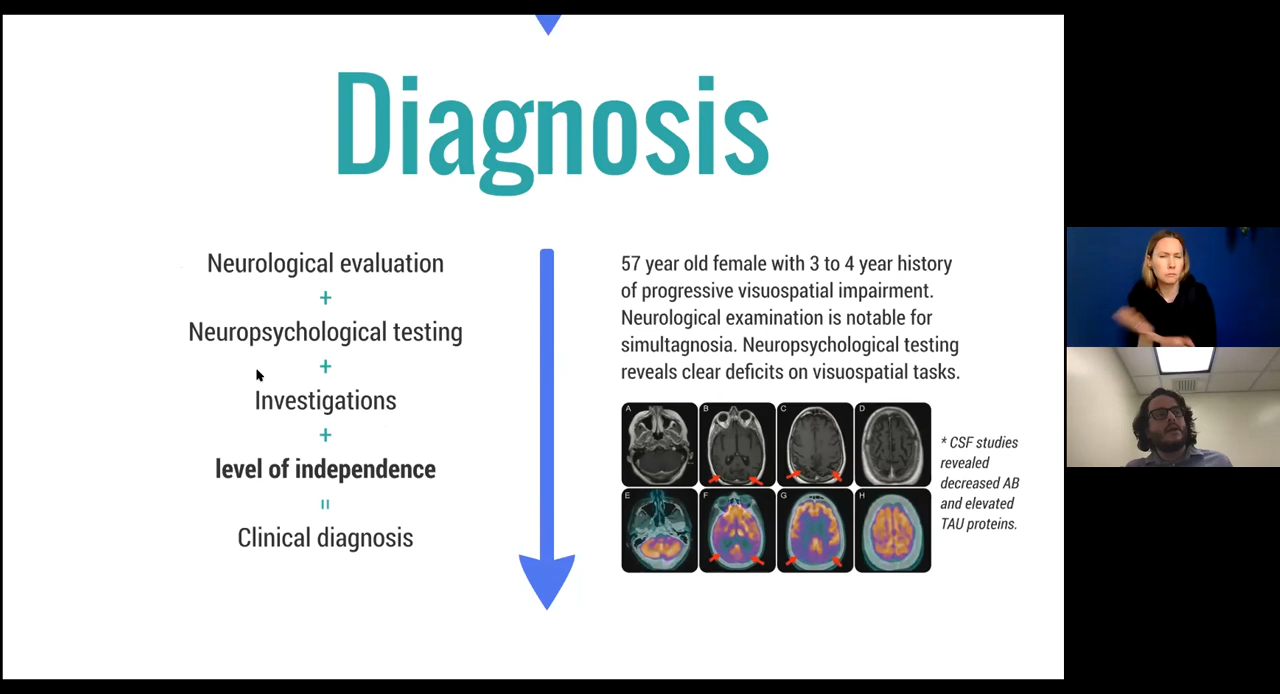 Diagnosis
Neurological evaluation
+
Neuropsychological testing
+
Investigations
+
level of independence
=
Clinical diagnosis
57 year old female with 3 to 4 year history
of progressive visuospatial impairment.
Neurological examination is notable for
simultagnosia. Neuropsychological testing
reveals clear deficits on visuospatial tasks.
A B C D
E F G H
* CSF studies
revealed
decreased AB
and elevated
TAU proteins.